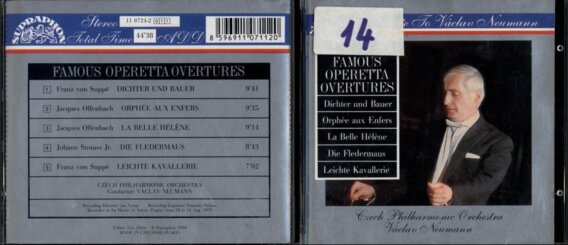 SUPRAPHON
Stereo
11 0724-2
Total Time
44'38
ADD
8 596911 071120
FAMOUS OPERETTA OVERTURES
1 Franz von Suppé DICHTER UND BAUER 9'41
2 Jacques Offenbach ORPHÉE AUX ENFERS 9'35
3 Jacques Offenbach LA BELLE HÉLÈNE 9'14
4 Johann Strauss Jr. DIE FLEDERMAUS 8'43
5 Franz von Suppé LEICHTE KAVALLERIE 7'02
CZECH PHILHARMONIC ORCHESTRA
Conductor: VÁCLAV NEUMANN
MADE IN CZECHOSLOVAKIA
To Václav Neumann
14
FAMOUS
OPERETTA
OVERTURES
Dichter und Bauer
Orphée aux Enfers
La Belle Hélène
Die Fledermaus
Leichte Kavallerie
Czech Philharmonic Orchestra
Václav Neumann